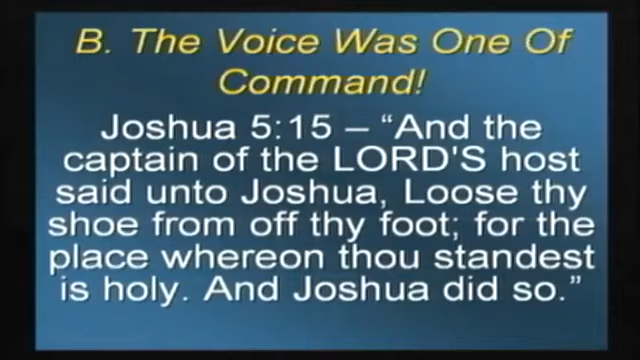 B. The Voice Was One Of
Command!
Joshua 5:15 – “And the
captain of the LORD'S host
said unto Joshua, Loose thy
shoe from off thy foot; for the
place whereon thou standest
is holy. And Joshua did so.”